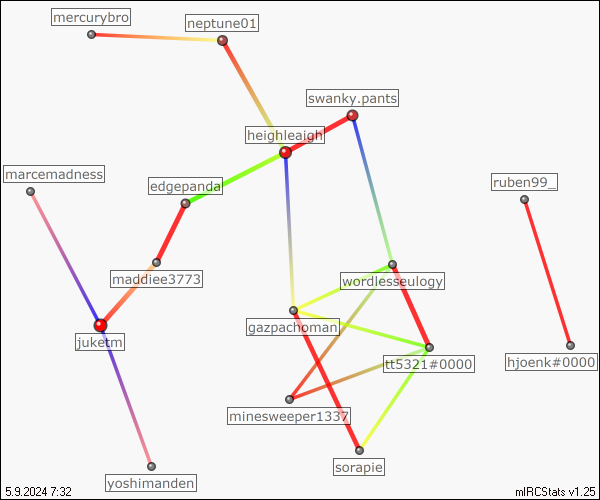 mercurybro
neptune01
swanky.pants
heighleaigh
marcemadness
edgepanda
ruben99_
maddiee3773
wordlesseulogy
gazpachoman
juketm
tt5321#0000
hjoenk#0000
minesweeper1337
sorapie
yoshimanden
5.9.2024 7:32
mIRCStats v1.25